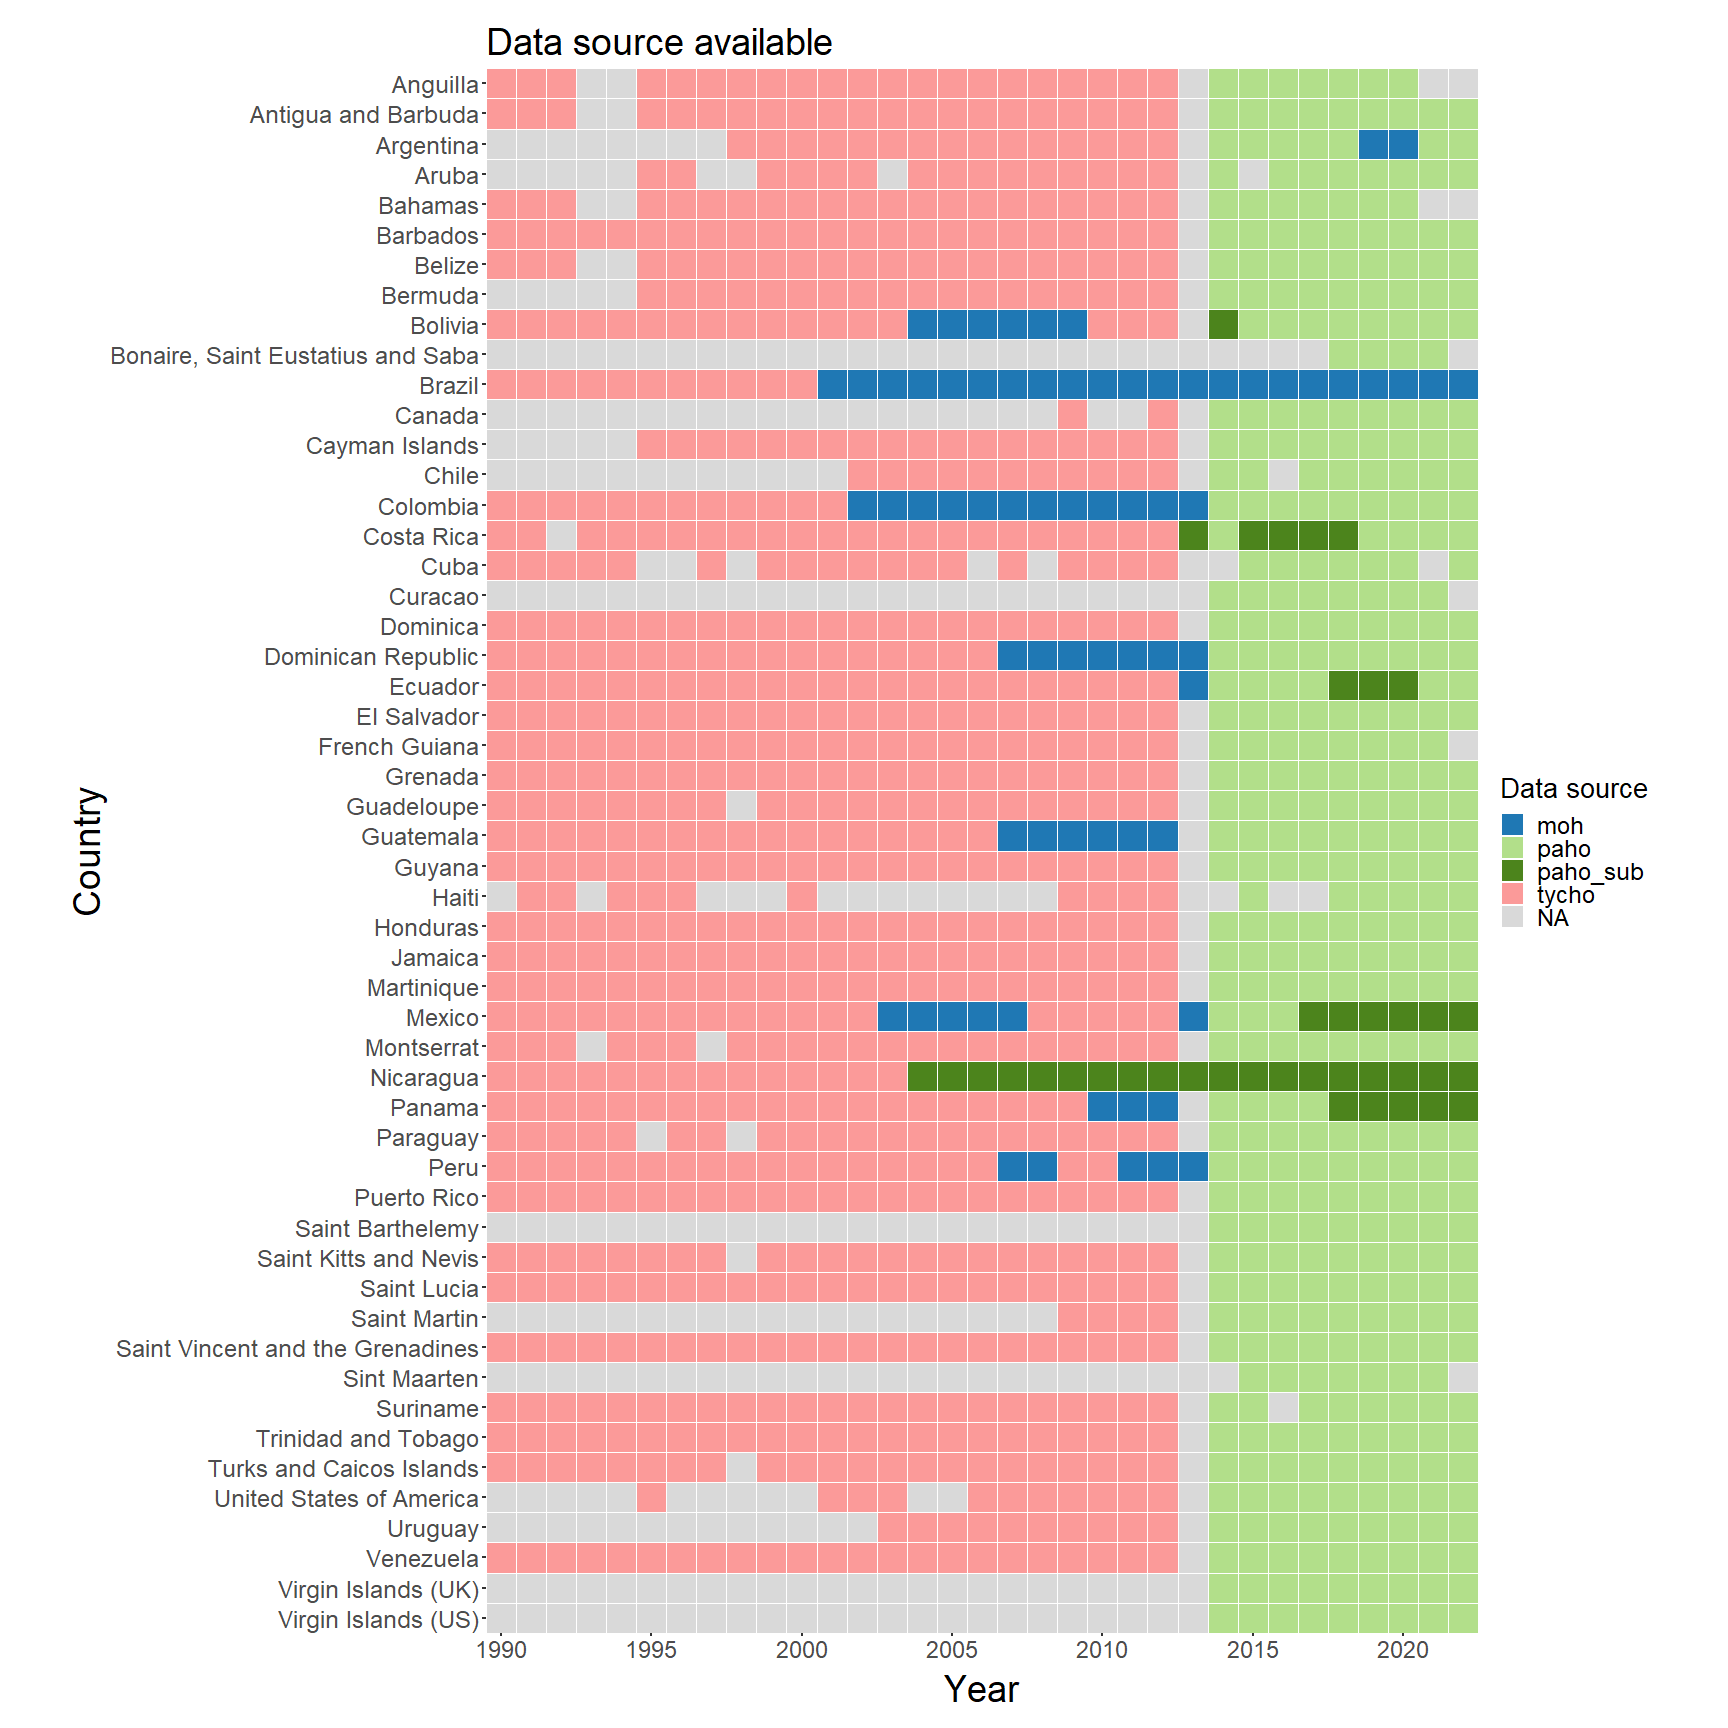 Data source available
Anguilla
Antigua and Barbuda
Argentina
Aruba
Bahamas
Barbados
Belize
Bermuda
Bolivia
Bonaire, Saint Eustatius and Saba
Brazil
Canada
Cayman Islands
Chile
Colombia
Costa Rica
Cuba
Curacao
Dominica
Dominican Republic
Ecuador
El Salvador
French Guiana
Grenada
Guadeloupe
Guatemala
Guyana
Haiti
Honduras
Jamaica
Martinique
Mexico
Montserrat
Nicaragua
Panama
Paraguay
Peru
Puerto Rico
Saint Barthelemy
Saint Kitts and Nevis
Saint Lucia
Saint Martin
Saint Vincent and the Grenadines
Sint Maarten
Suriname
Trinidad and Tobago
Turks and Caicos Islands
United States of America
Uruguay
Venezuela
Virgin Islands (UK)
Virgin Islands (US)
Country
1990 1995 2000 2005 2010 2015 2020
Year
Data source
moh
paho
paho_sub
tycho
NA